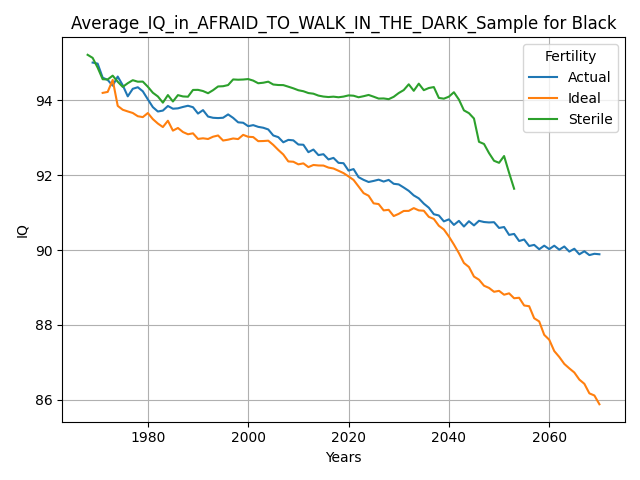 Average_IQ_in_AFRAID_TO_WALK_IN_THE_DARK_Sample for Black
Fertility
Actual
Ideal
Sterile
IQ
94
92
90
88
86
1980
2000
2020
2040
2060
Years